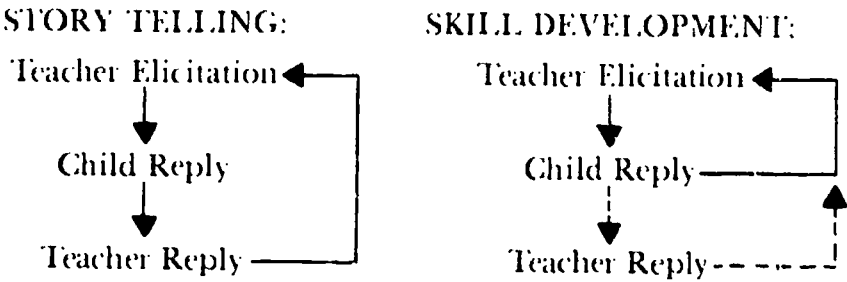 STORY TELLING:
Teacher Elicitation
Child Reply
Teacher Reply
SKILL DEVELOPMENT:
Teacher Elicitation
Child Reply
Teacher Reply